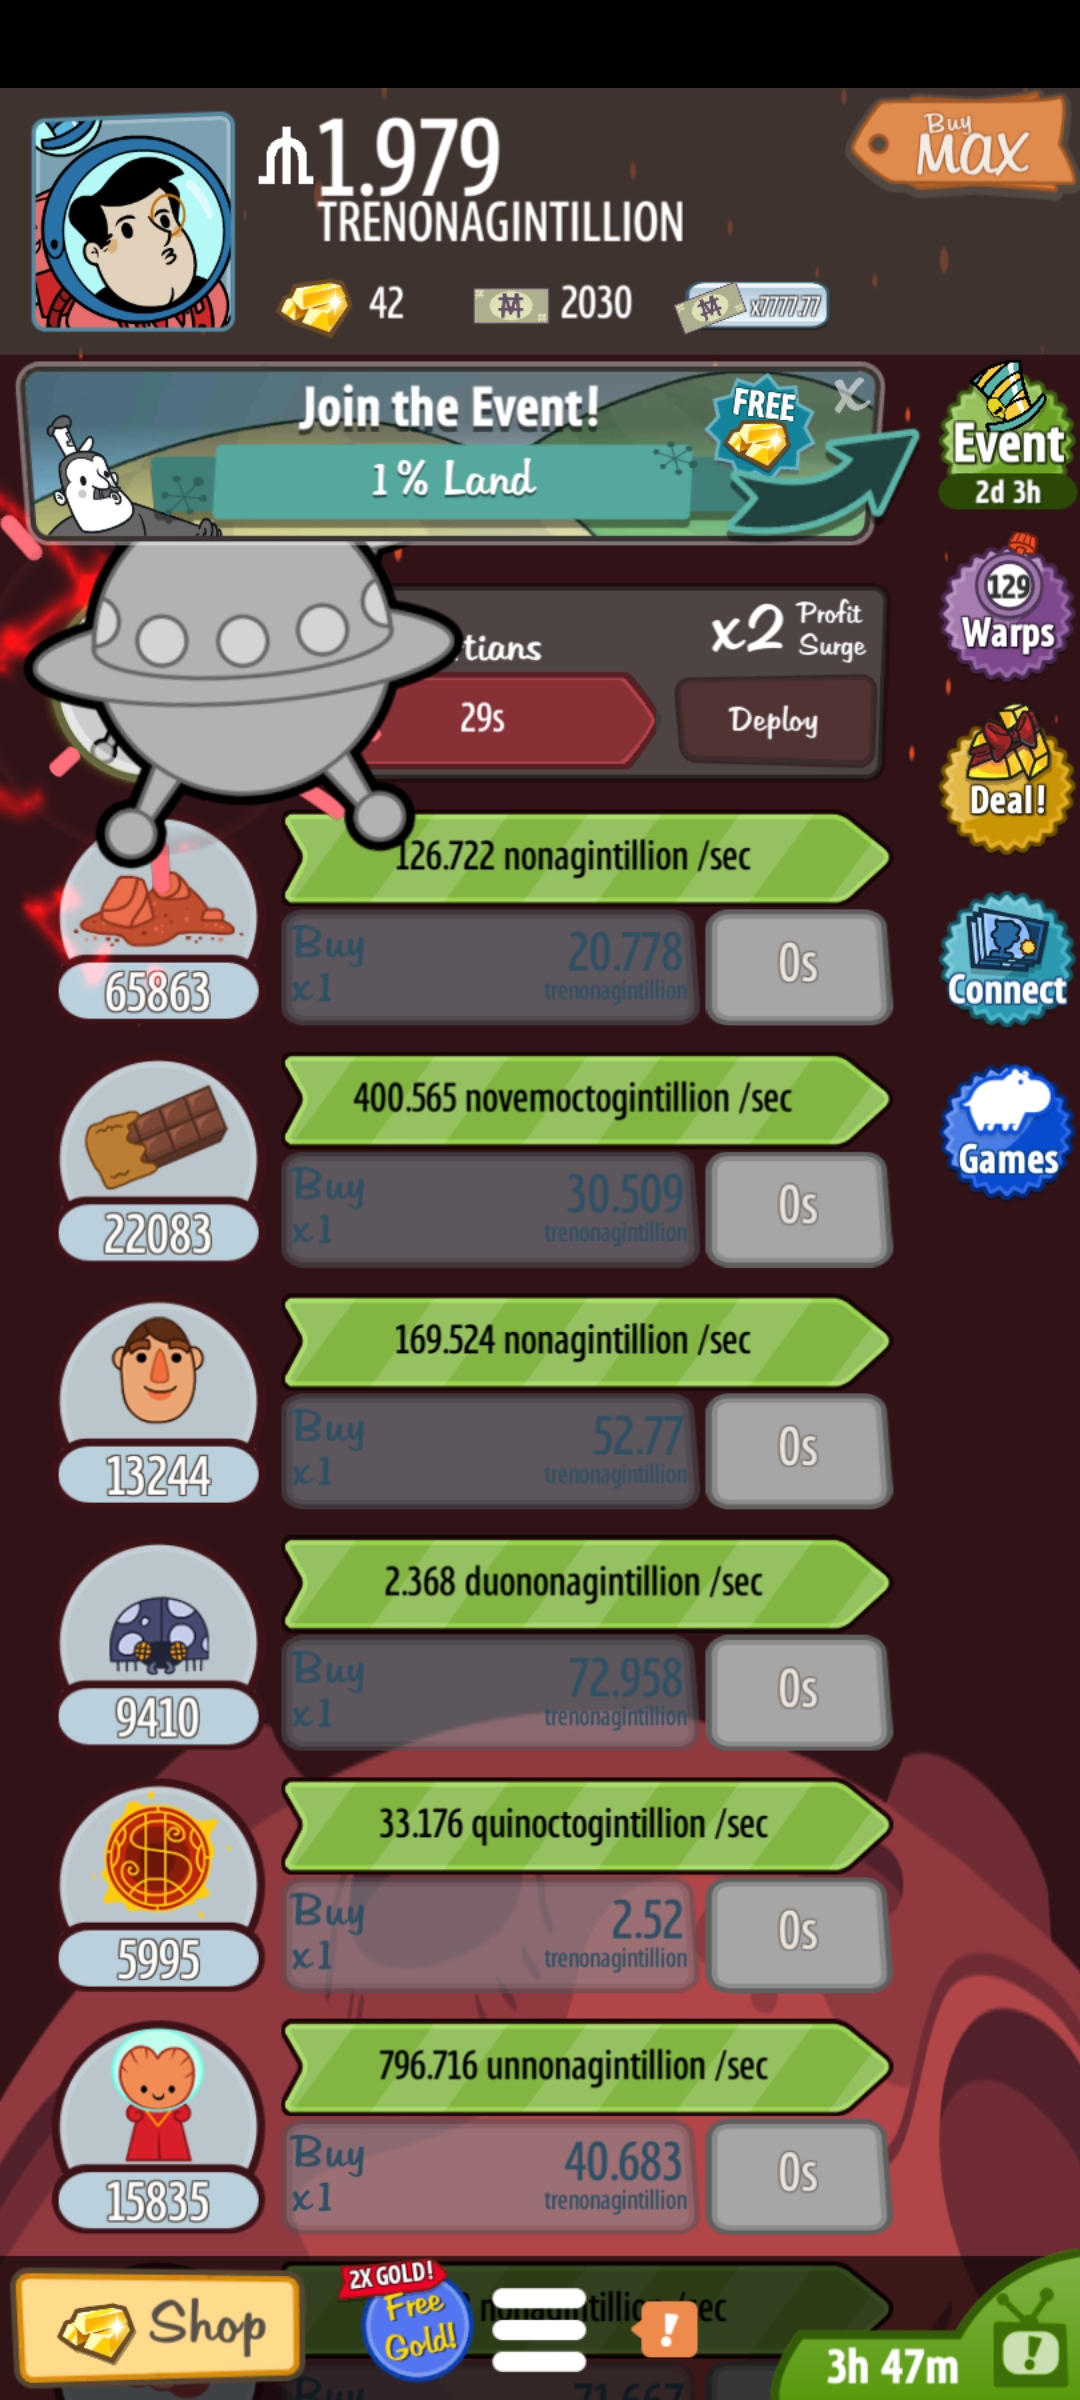 1.979
TRENONAGINTILLION
Buy
MAX
42
2030
x7777.77
Join the Event!
1% Land
FREE
X
Event
2d 3h
tians
x2 Profit
Surge
29s
Deploy
129
Warps
Deal!
Connect
Games
126.722 nonagintillion /sec
65863
Buy
x1
20.778
trenonagintillion
0s
400.565 novemoctogintillion /sec
22083
Buy
x1
30.509
trenonagintillion
0s
169.524 nonagintillion /sec
13244
Buy
x1
52.77
trenonagintillion
0s
2.368 duononagintillion /sec
9410
Buy
x1
72.958
trenonagintillion
0s
33.176 quinoctogintillion /sec
5995
Buy
x1
2.52
trenonagintillion
0s
796.716 unnonagintillion /sec
15835
Buy
x1
40.683
trenonagintillion
0s
Shop
2X GOLD!
Free
Gold!
!
3h 47m
!
Buy
71.667